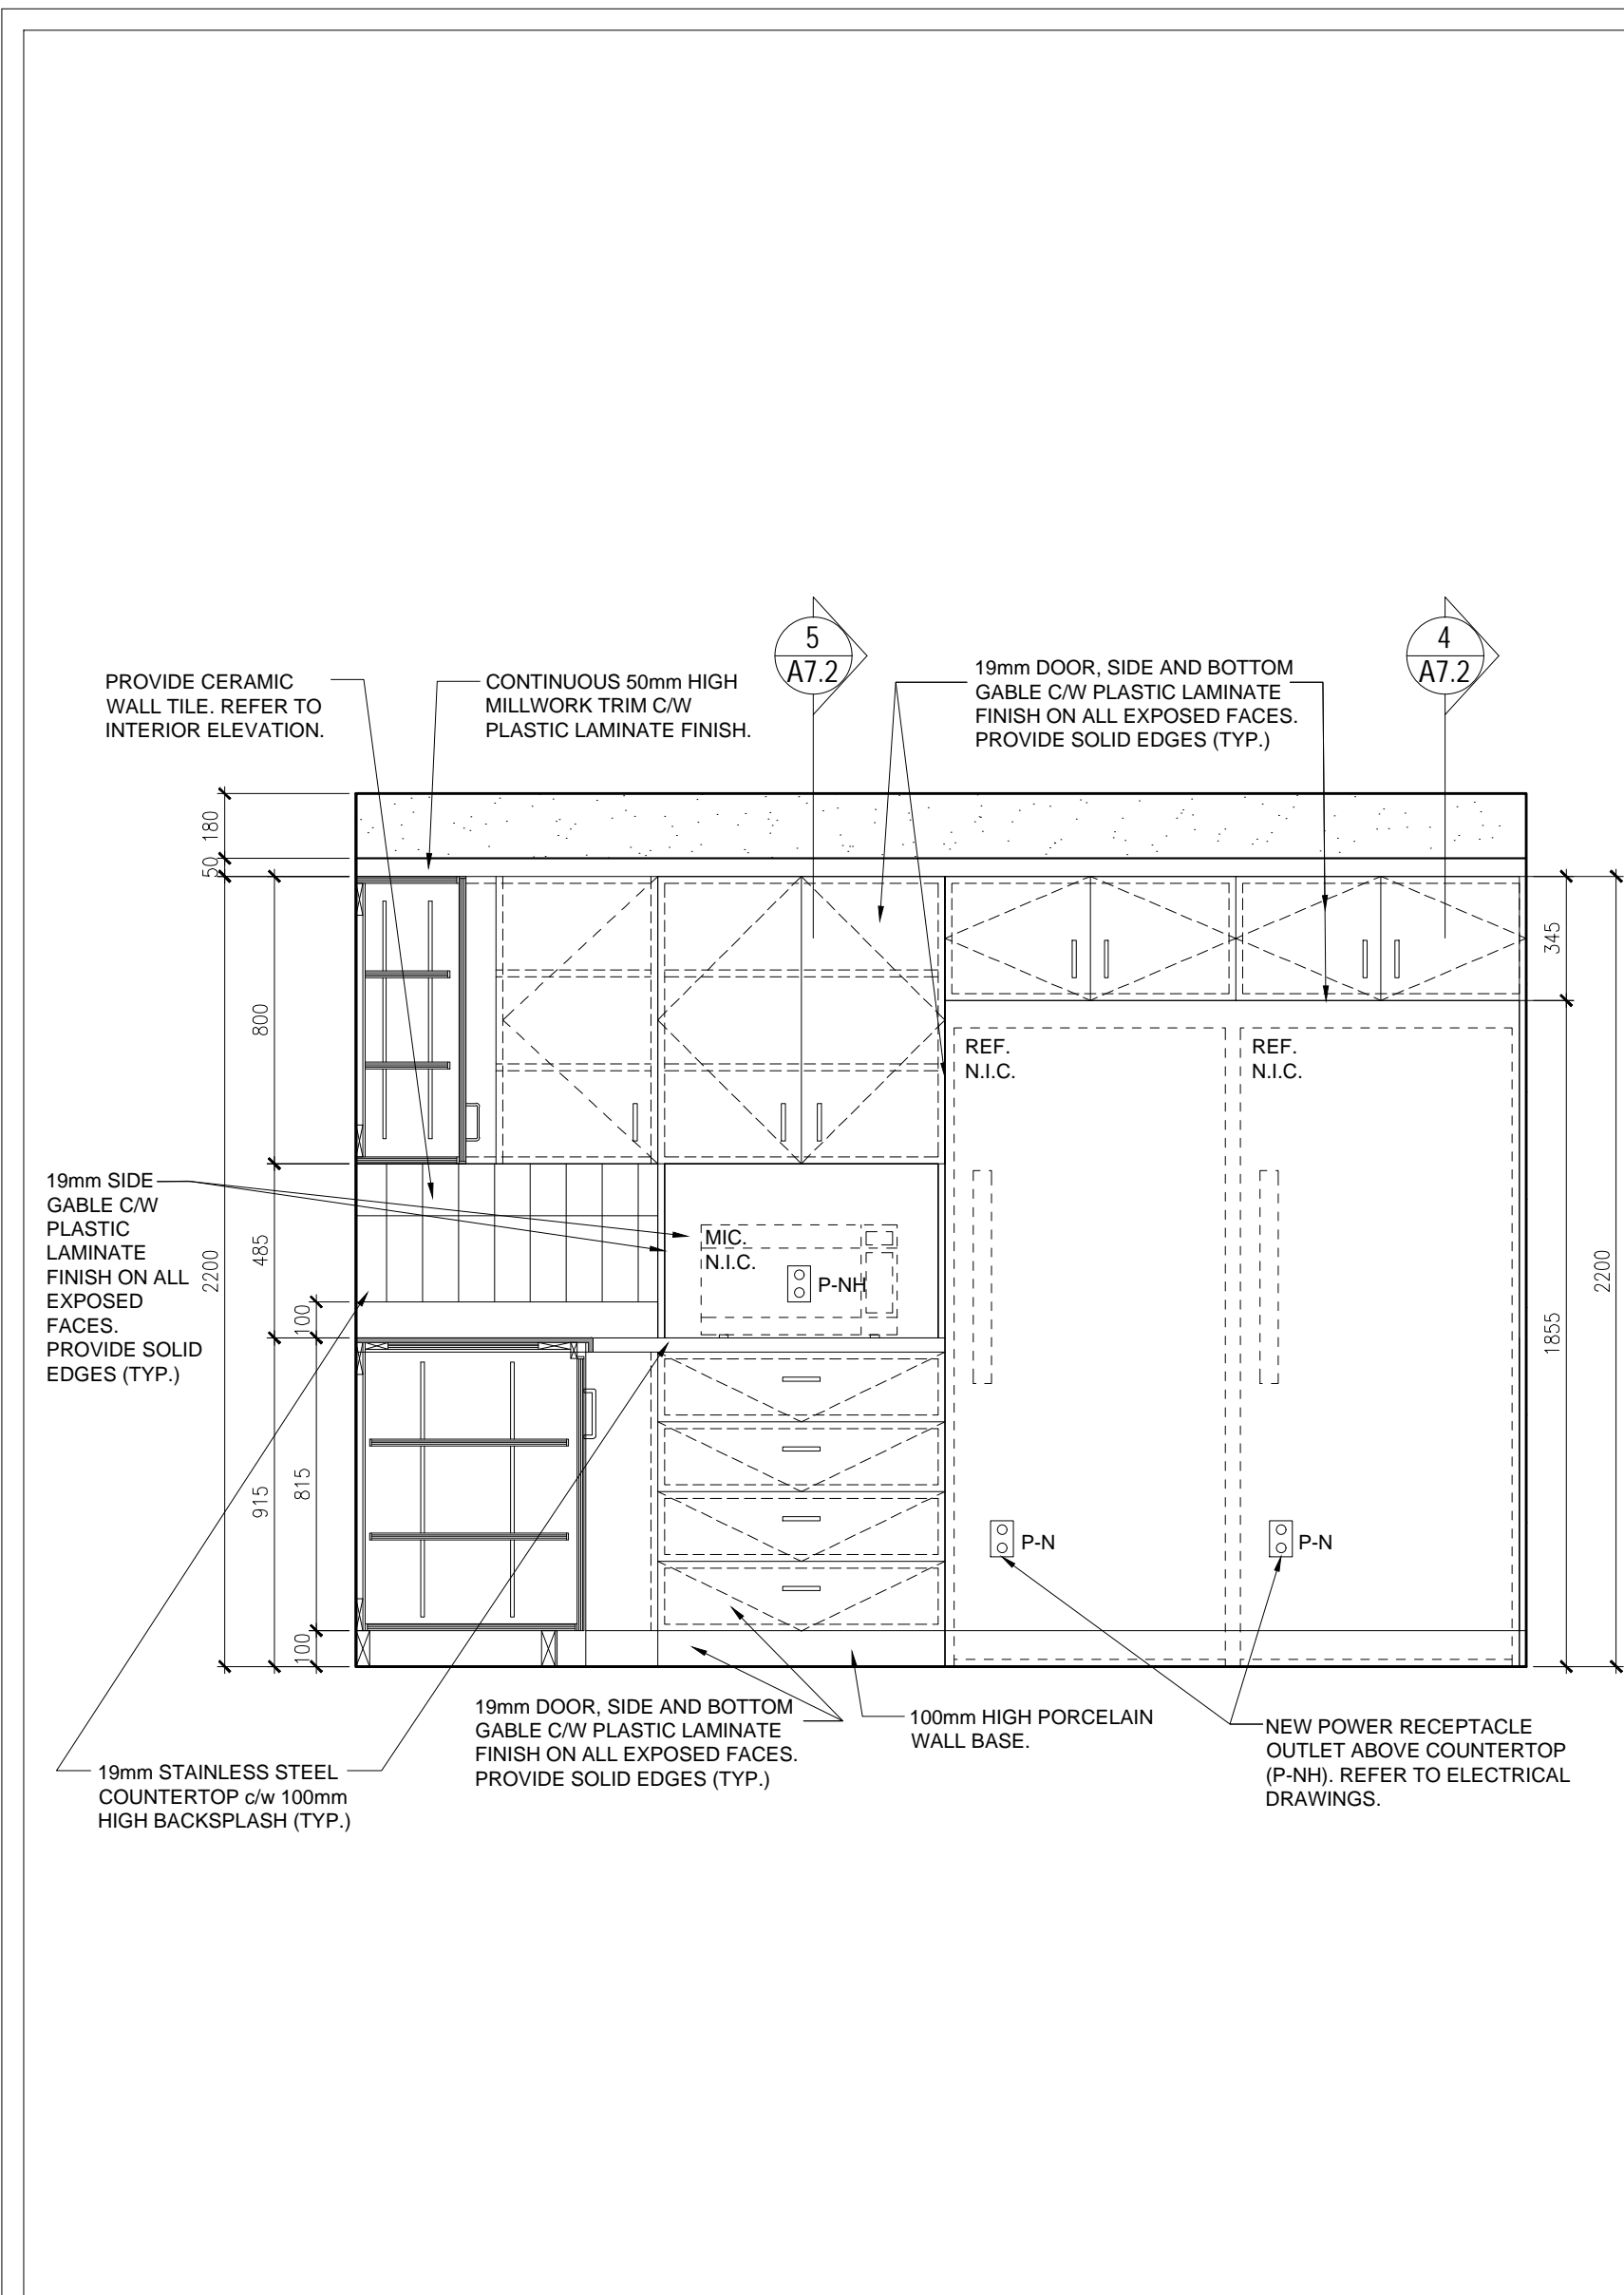 5
A7.2
4
A7.2
PROVIDE CERAMIC
WALL TILE. REFER TO
INTERIOR ELEVATION.
CONTINUOUS 50mm HIGH
MILLWORK TRIM C/W
PLASTIC LAMINATE FINISH.
19mm DOOR, SIDE AND BOTTOM
GABLE C/W PLASTIC LAMINATE
FINISH ON ALL EXPOSED FACES.
PROVIDE SOLID EDGES (TYP.)
180
50
800
485
2200
100
915
815
100
345
1855
2200
REF.
N.I.C.
REF.
N.I.C.
19mm SIDE
GABLE C/W
PLASTIC
LAMINATE
FINISH ON ALL
EXPOSED
FACES.
PROVIDE SOLID
EDGES (TYP.)
MIC.
N.I.C.
P-NH
P-N
P-N
19mm DOOR, SIDE AND BOTTOM
GABLE C/W PLASTIC LAMINATE
FINISH ON ALL EXPOSED FACES.
PROVIDE SOLID EDGES (TYP.)
100mm HIGH PORCELAIN
WALL BASE.
NEW POWER RECEPTACLE
OUTLET ABOVE COUNTERTOP
(P-NH). REFER TO ELECTRICAL
DRAWINGS.
19mm STAINLESS STEEL
COUNTERTOP c/w 100mm
HIGH BACKSPLASH (TYP.)